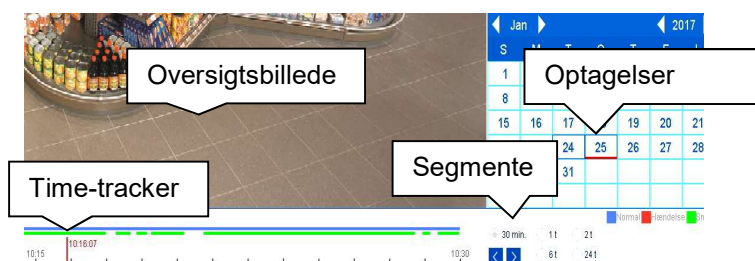 Jan 2017
S M T O T F L
1
8
15 16 17 19 20 21
24 25 26 27 28
31
Oversigtsbillede
Optagelser
Segmente
Time-tracker
Normal Hændelse
10:16:07
10:15 10:30
30 min. 1 t 2 t
6 t 24 t